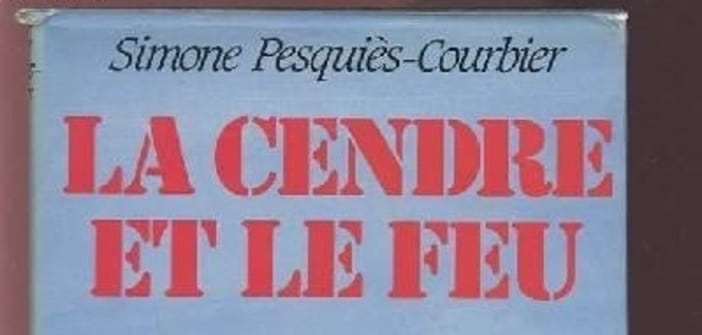 Simone Pesquiès-Courbier
LA CENDRE
ET LE FEU